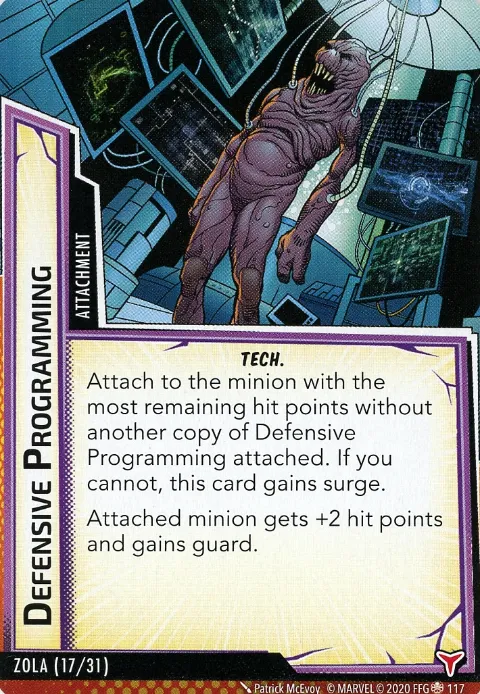 DEFENSIVE PROGRAMMING
ATTACHMENT
TECH.
Attach to the minion with the
most remaining hit points without
another copy of Defensive
Programming attached. If you
cannot, this card gains surge.
Attached minion gets +2 hit points
and gains guard.
ZOLA (17/31)
Patrick McEvoy © MARVEL © 2020 FFG 117